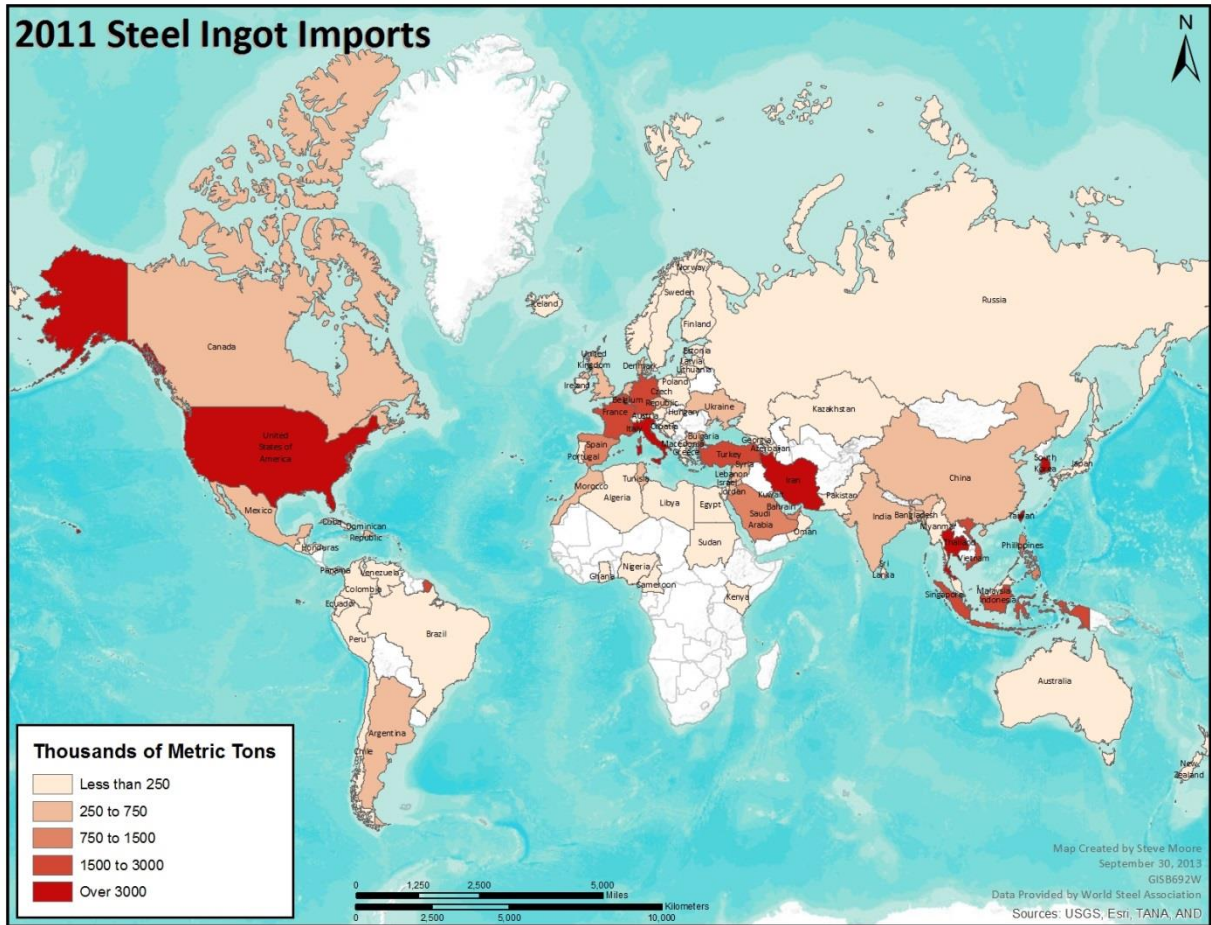 2011 Steel Ingot Imports
N
Norway
Iceland
Sweden
Russia
Finland
Canada
United
Kingdom
Estonia
Latvia
Lithuania
Denmark
Ireland
Poland
Belgium
Czech
Republic
Ukraine
Kazakhstan
France
Austria
Hungary
Croatia
Italy
Bulgaria
Macedonia
Greece
Georgia
Azerbaijan
United
States of
America
Spain
Portugal
Turkey
Syria
Lebanon
Israel
Jordan
Iran
South
Korea
Japan
China
Tunisia
Morocco
Algeria
Libya
Egypt
Kuwait
Bahrain
Pakistan
Saudi
Arabia
Oman
India
Bangladesh
Myanmar
Taiwan
Mexico
Cuba
Dominican
Republic
Honduras
Sudan
Thailand
Vietnam
Philippines
Panama
Venezuela
Colombia
Ecuador
Ghana
Nigeria
Cameroon
Kenya
Sri
Lanka
Malaysia
Singapore
Indonesia
Peru
Brazil
Australia
Argentina
Chile
New
Zealand
Thousands of Metric Tons
Less than 250
250 to 750
750 to 1500
1500 to 3000
Over 3000
0 1,250 2,500 5,000
Miles
Kilometers
0 2,500 5,000 10,000
Map Created by Steve Moore
September 30, 2013
GISB692W
Data Provided by World Steel Association
Sources: USGS, Esri, TANA, AND